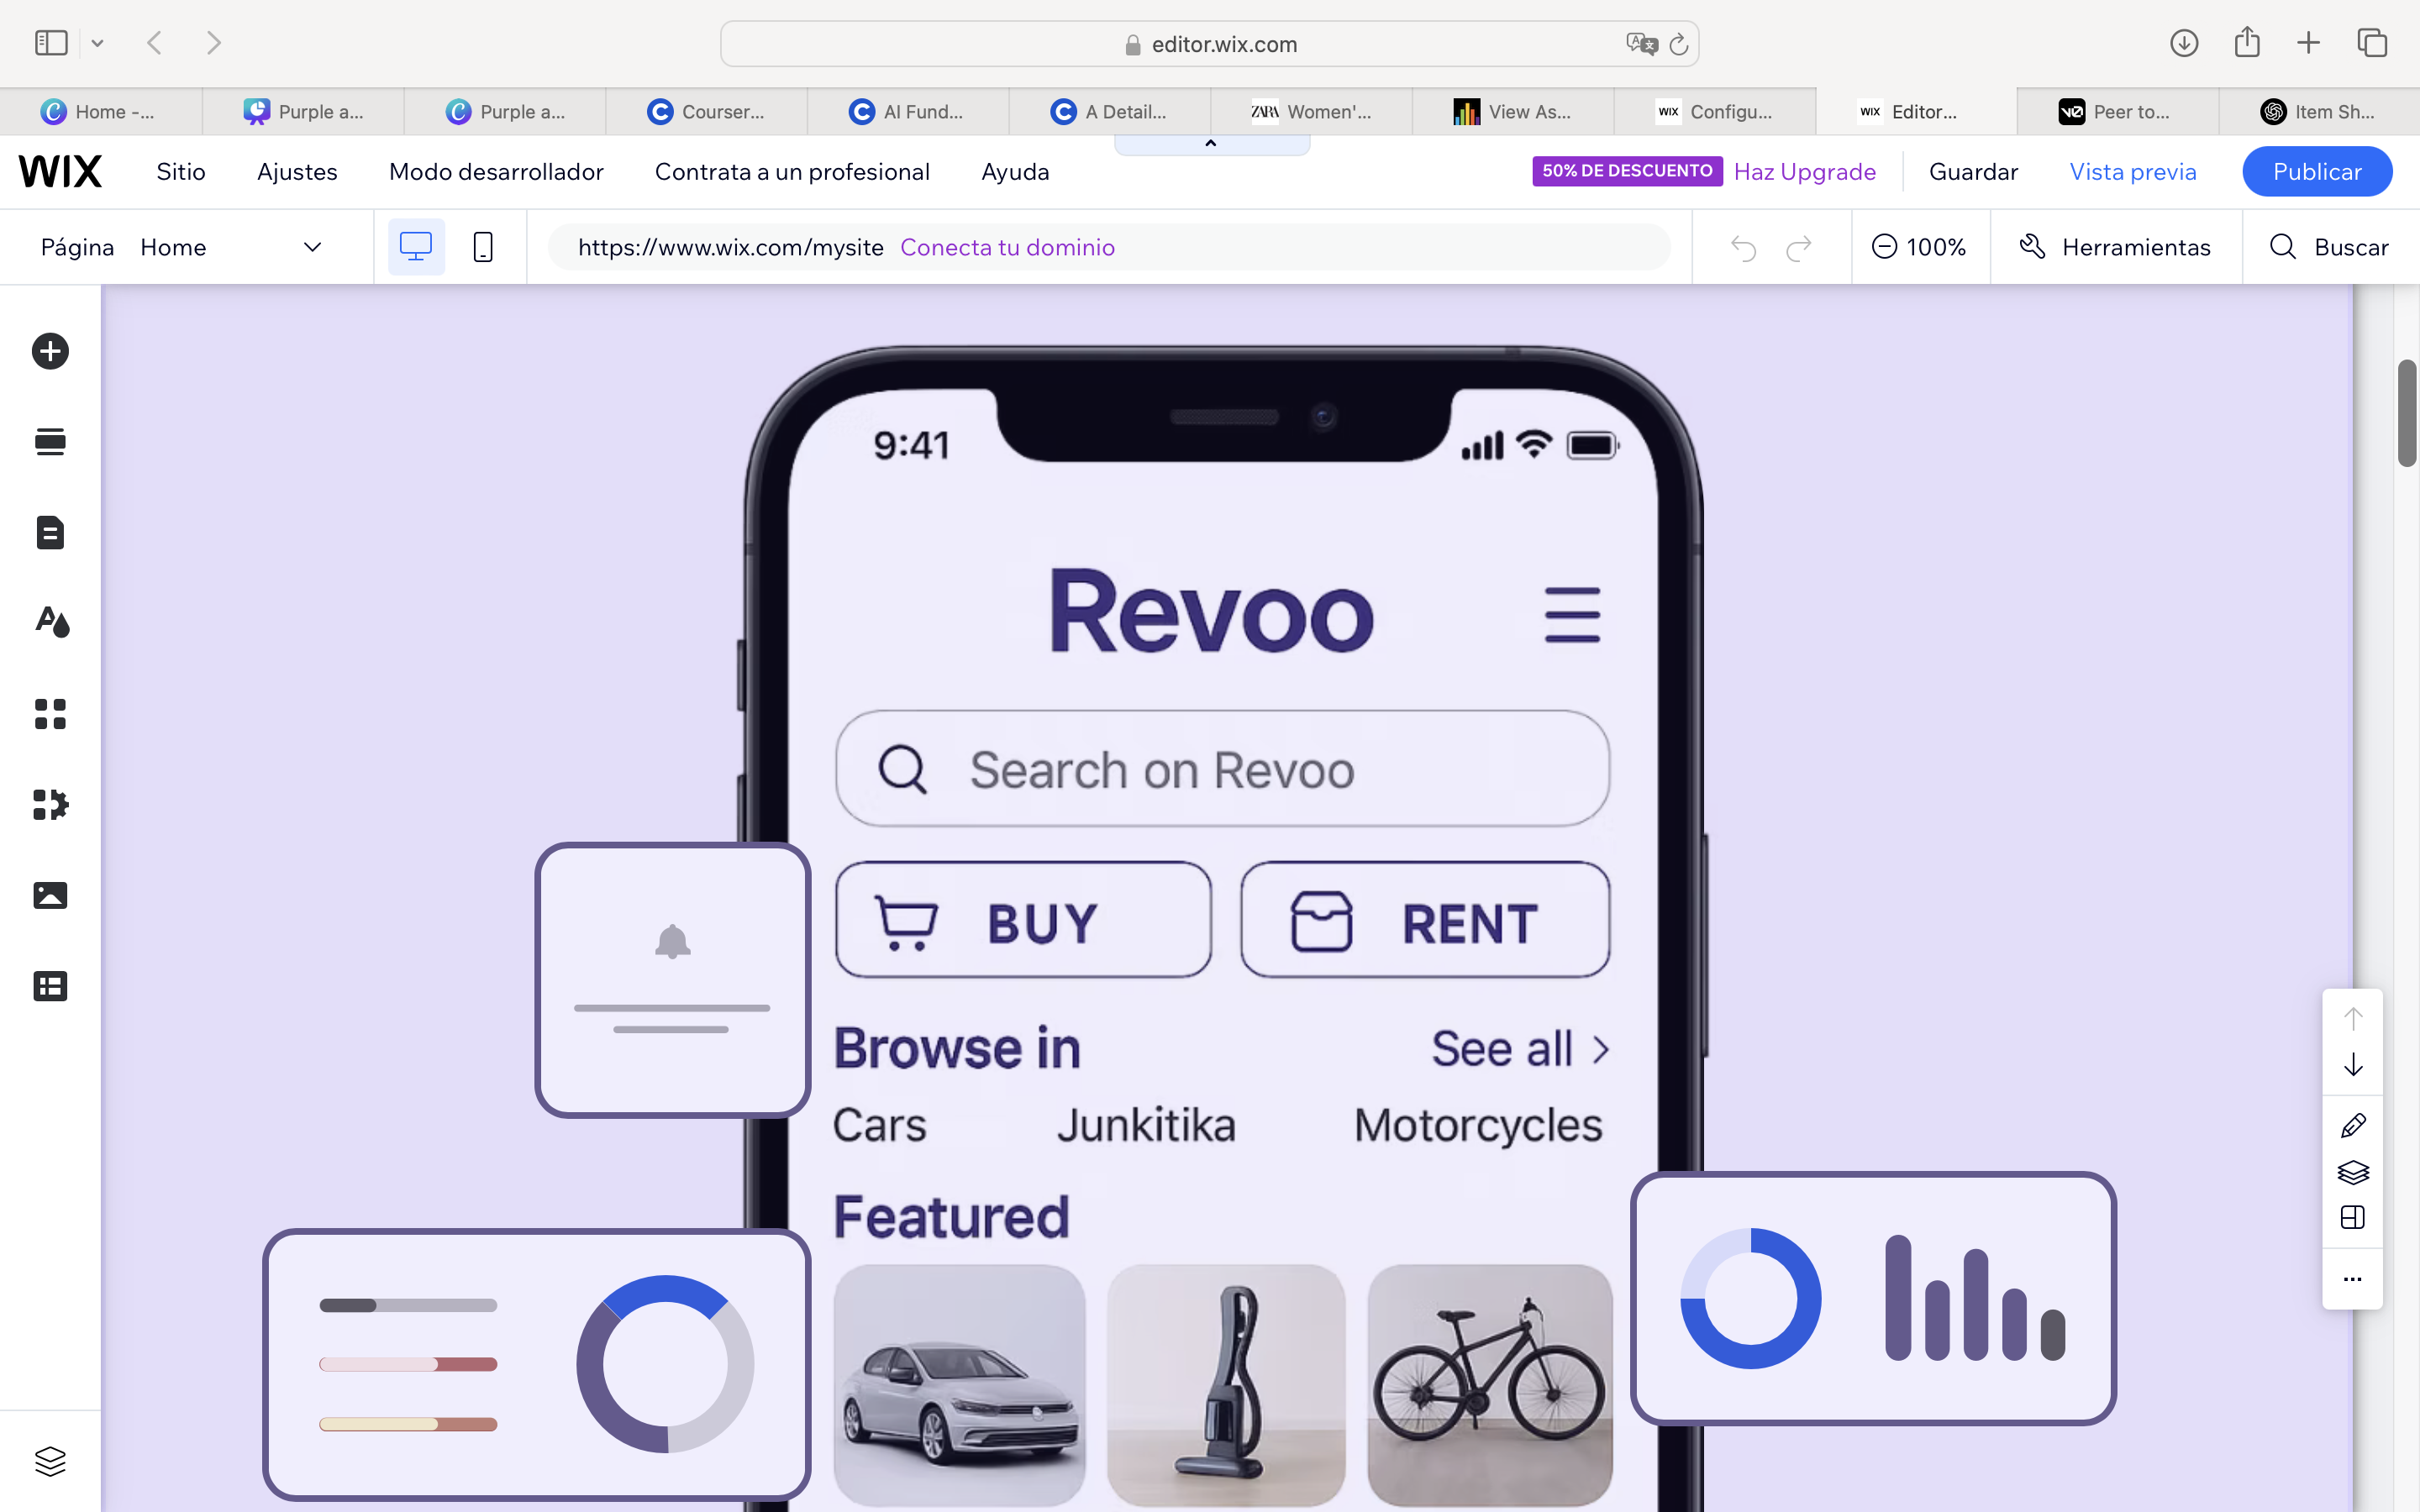 editor.wix.com
Home -...
Purple a...
Purple a...
Courser...
AI Fund...
A Detail...
ZARA Women'...
View As...
WIX Configu...
WIX Editor...
v0 Peer to...
Item Sh...
WIX Sitio Ajustes Modo desarrollador Contrata a un profesional Ayuda 50% DE DESCUENTO Haz Upgrade Guardar Vista previa Publicar
Página Home https://www.wix.com/mysite Conecta tu dominio 100% Herramientas Buscar
9:41
Revoo
Search on Revoo
BUY RENT
Browse in See all >
Cars Junkitika Motorcycles
Featured